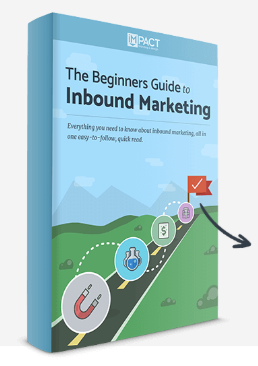 IMPACT
The Beginners Guide to
Inbound Marketing
Everything you need to know about inbound marketing, all in
one easy-to-follow, quick read.